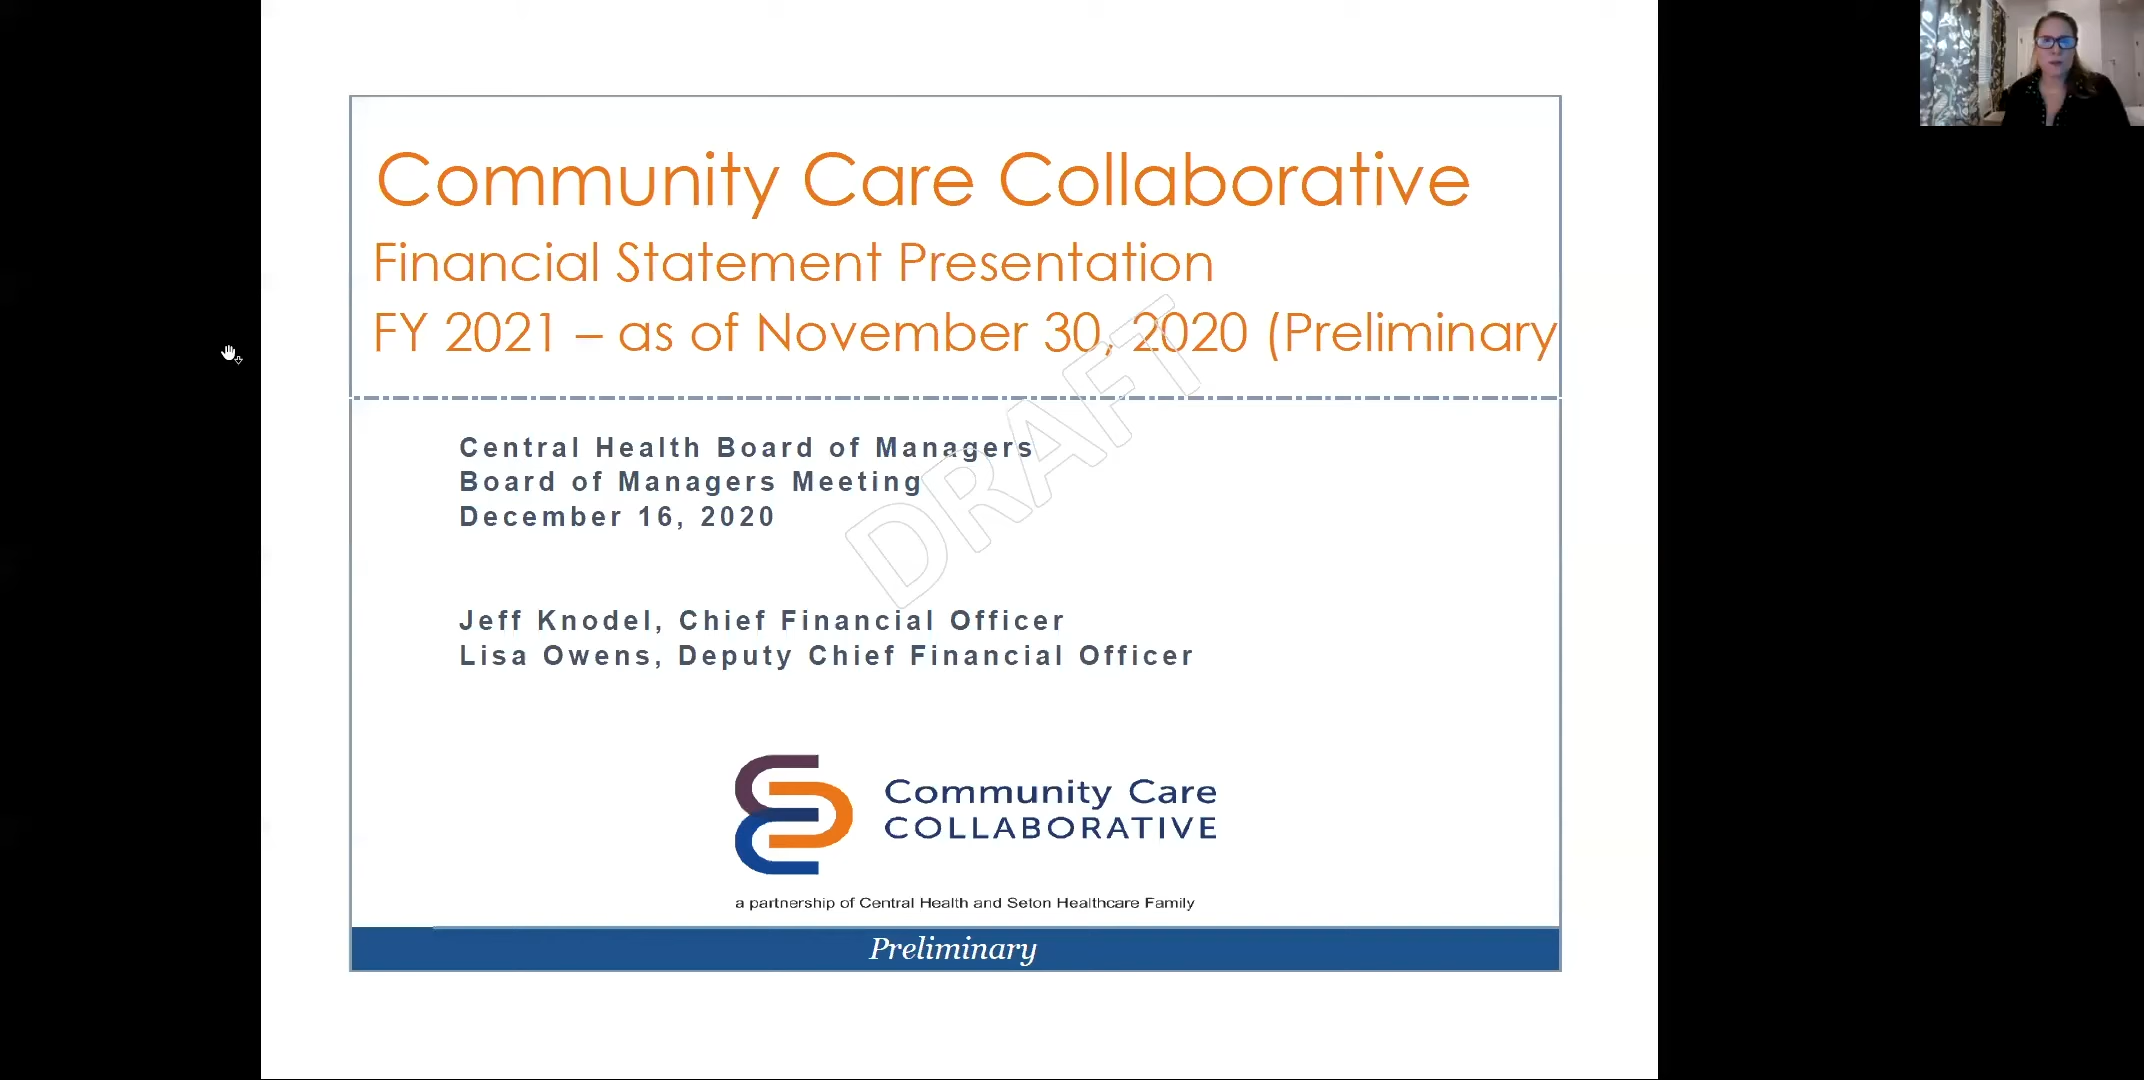 Community Care Collaborative
Financial Statement Presentation
FY 2021 – as of November 30, 2020 (Preliminary
DRAFT
Central Health Board of Managers
Board of Managers Meeting
December 16, 2020
Jeff Knodel, Chief Financial Officer
Lisa Owens, Deputy Chief Financial Officer
Community Care
COLLABORATIVE
a partnership of Central Health and Seton Healthcare Family
Preliminary